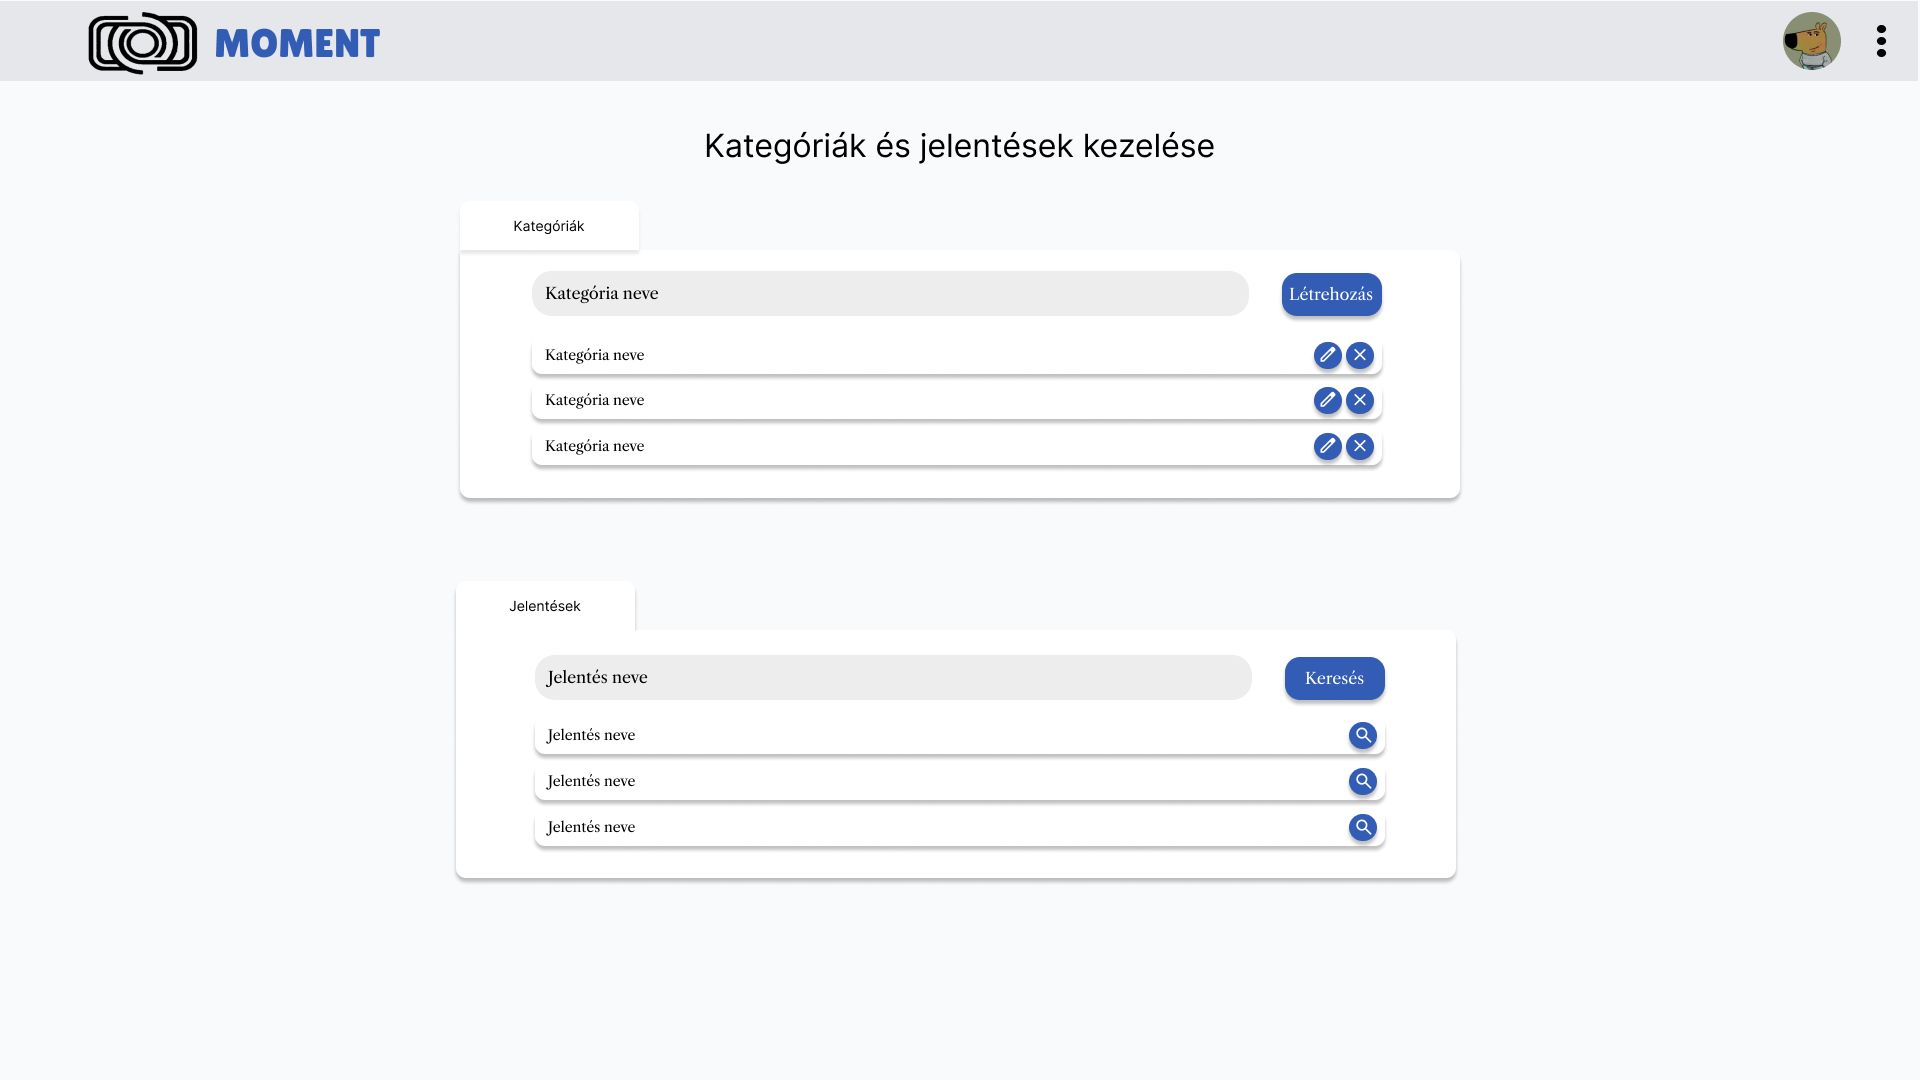 MOMENT
Kategóriák és jelentések kezelése
Kategóriák
Kategória neve
Létrehozás
Kategória neve
Kategória neve
Kategória neve
Jelentések
Jelentés neve
Keresés
Jelentés neve
Jelentés neve
Jelentés neve